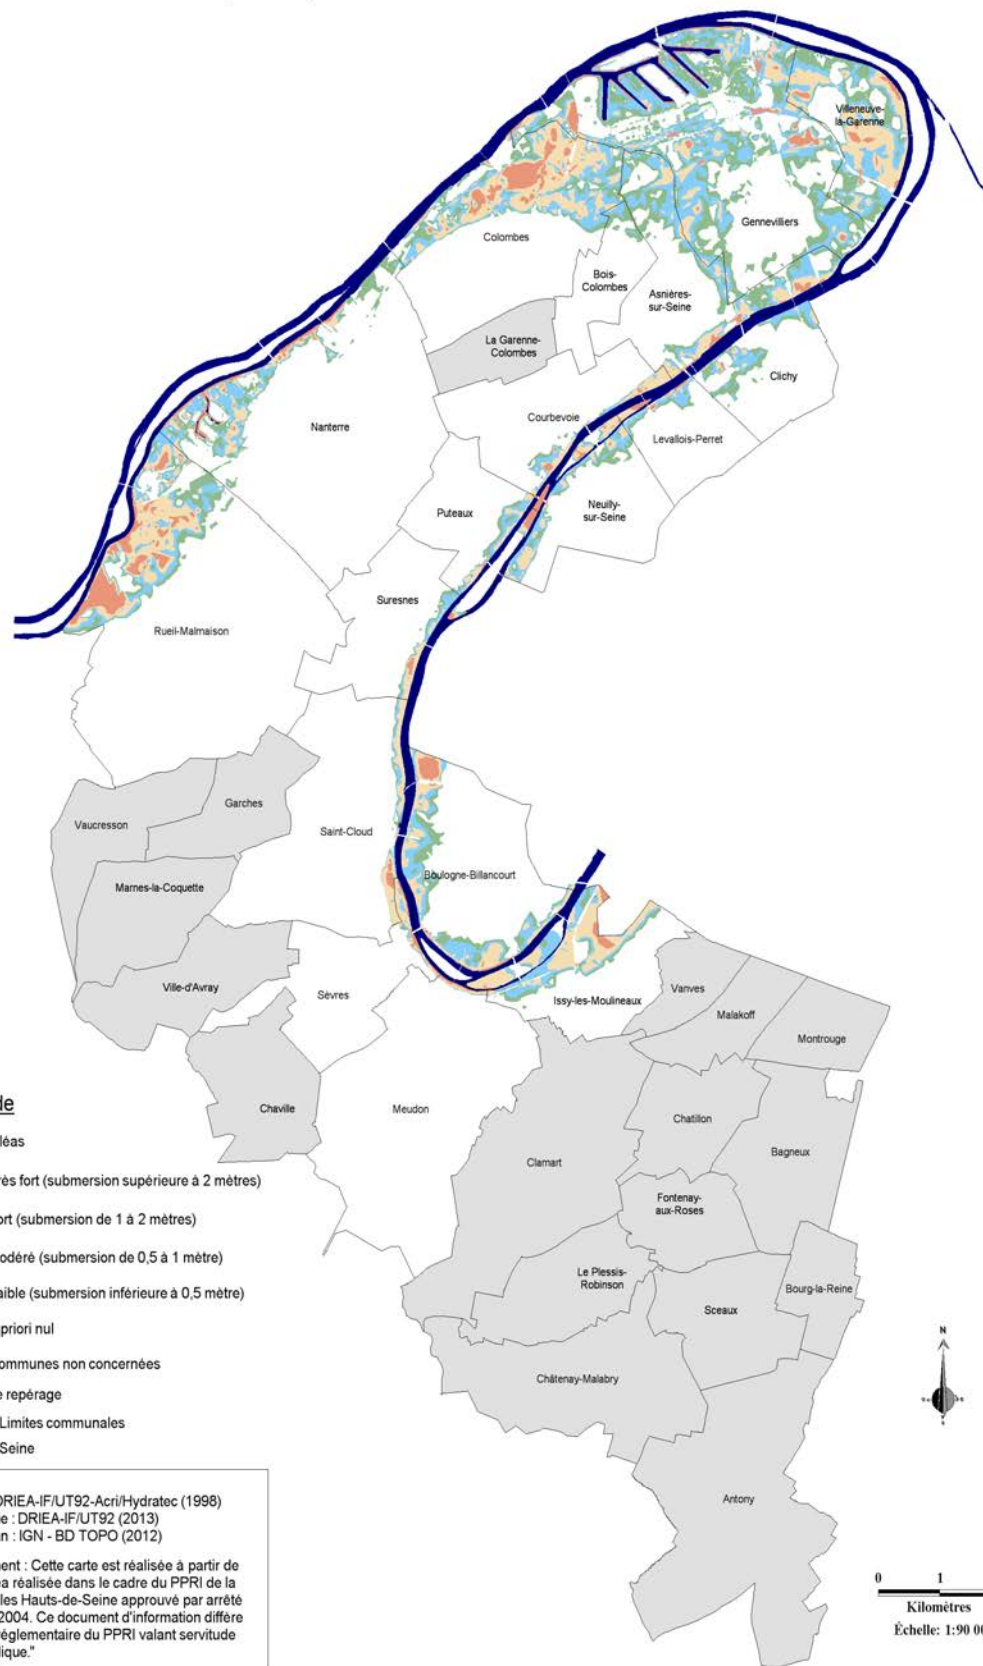 Villeneuve-
la-Garenne
Gennevilliers
Colombes
Bois-
Colombes
Asnières-
sur-Seine
La Garenne-
Colombes
Clichy
Courbevoie
Nanterre
Levallois-Perret
Puteaux
Neuilly-
sur-Seine
Suresnes
Rueil-Malmaison
Garches
Vaucresson
Saint-Cloud
Boulogne-Billancourt
Marnes-la-Coquette
Ville-d'Avray
Sèvres
Issy-les-Moulineaux
Vanves
Malakoff
Montrouge
Chaville
Meudon
Chatillon
Clamart
Bagneux
Fontenay-
aux-Roses
Le Plessis-
Robinson
Bourg-la-Reine
Sceaux
Châtenay-Malabry
Antony
de
léas
rès fort (submersion supérieure à 2 mètres)
ort (submersion de 1 à 2 mètres)
odéré (submersion de 0,5 à 1 mètre)
aible (submersion inférieure à 0,5 mètre)
priori nul
ommunes non concernées
e repérage
Limites communales
Seine
DRIEA-IF/UT92-Acri/Hydratec (1998)
e : DRIEA-IF/UT92 (2013)
n : IGN - BD TOPO (2012)
ent : Cette carte est réalisée à partir de
a réalisée dans le cadre du PPRI de la
les Hauts-de-Seine approuvé par arrêté
2004. Ce document d'information diffère
réglementaire du PPRI valant servitude
lique."
N
0 1
Kilomètres
Échelle: 1:90 00